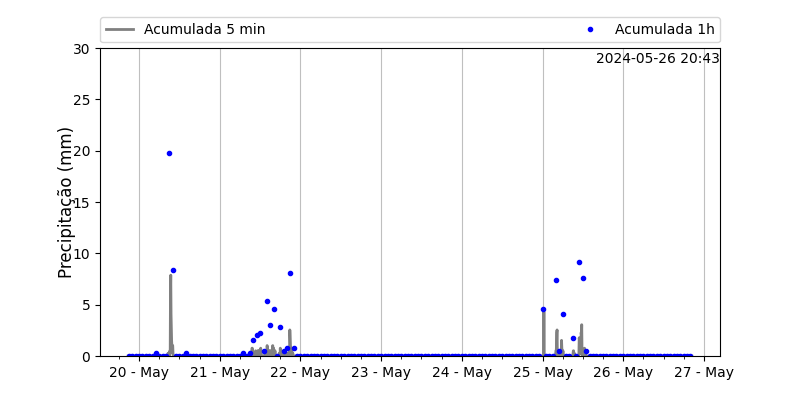 Acumulada 5 min
Acumulada 1h
2024-05-26 20:43
Precipitação (mm)
30
25
20
15
10
5
0
20 - May
21 - May
22 - May
23 - May
24 - May
25 - May
26 - May
27 - May